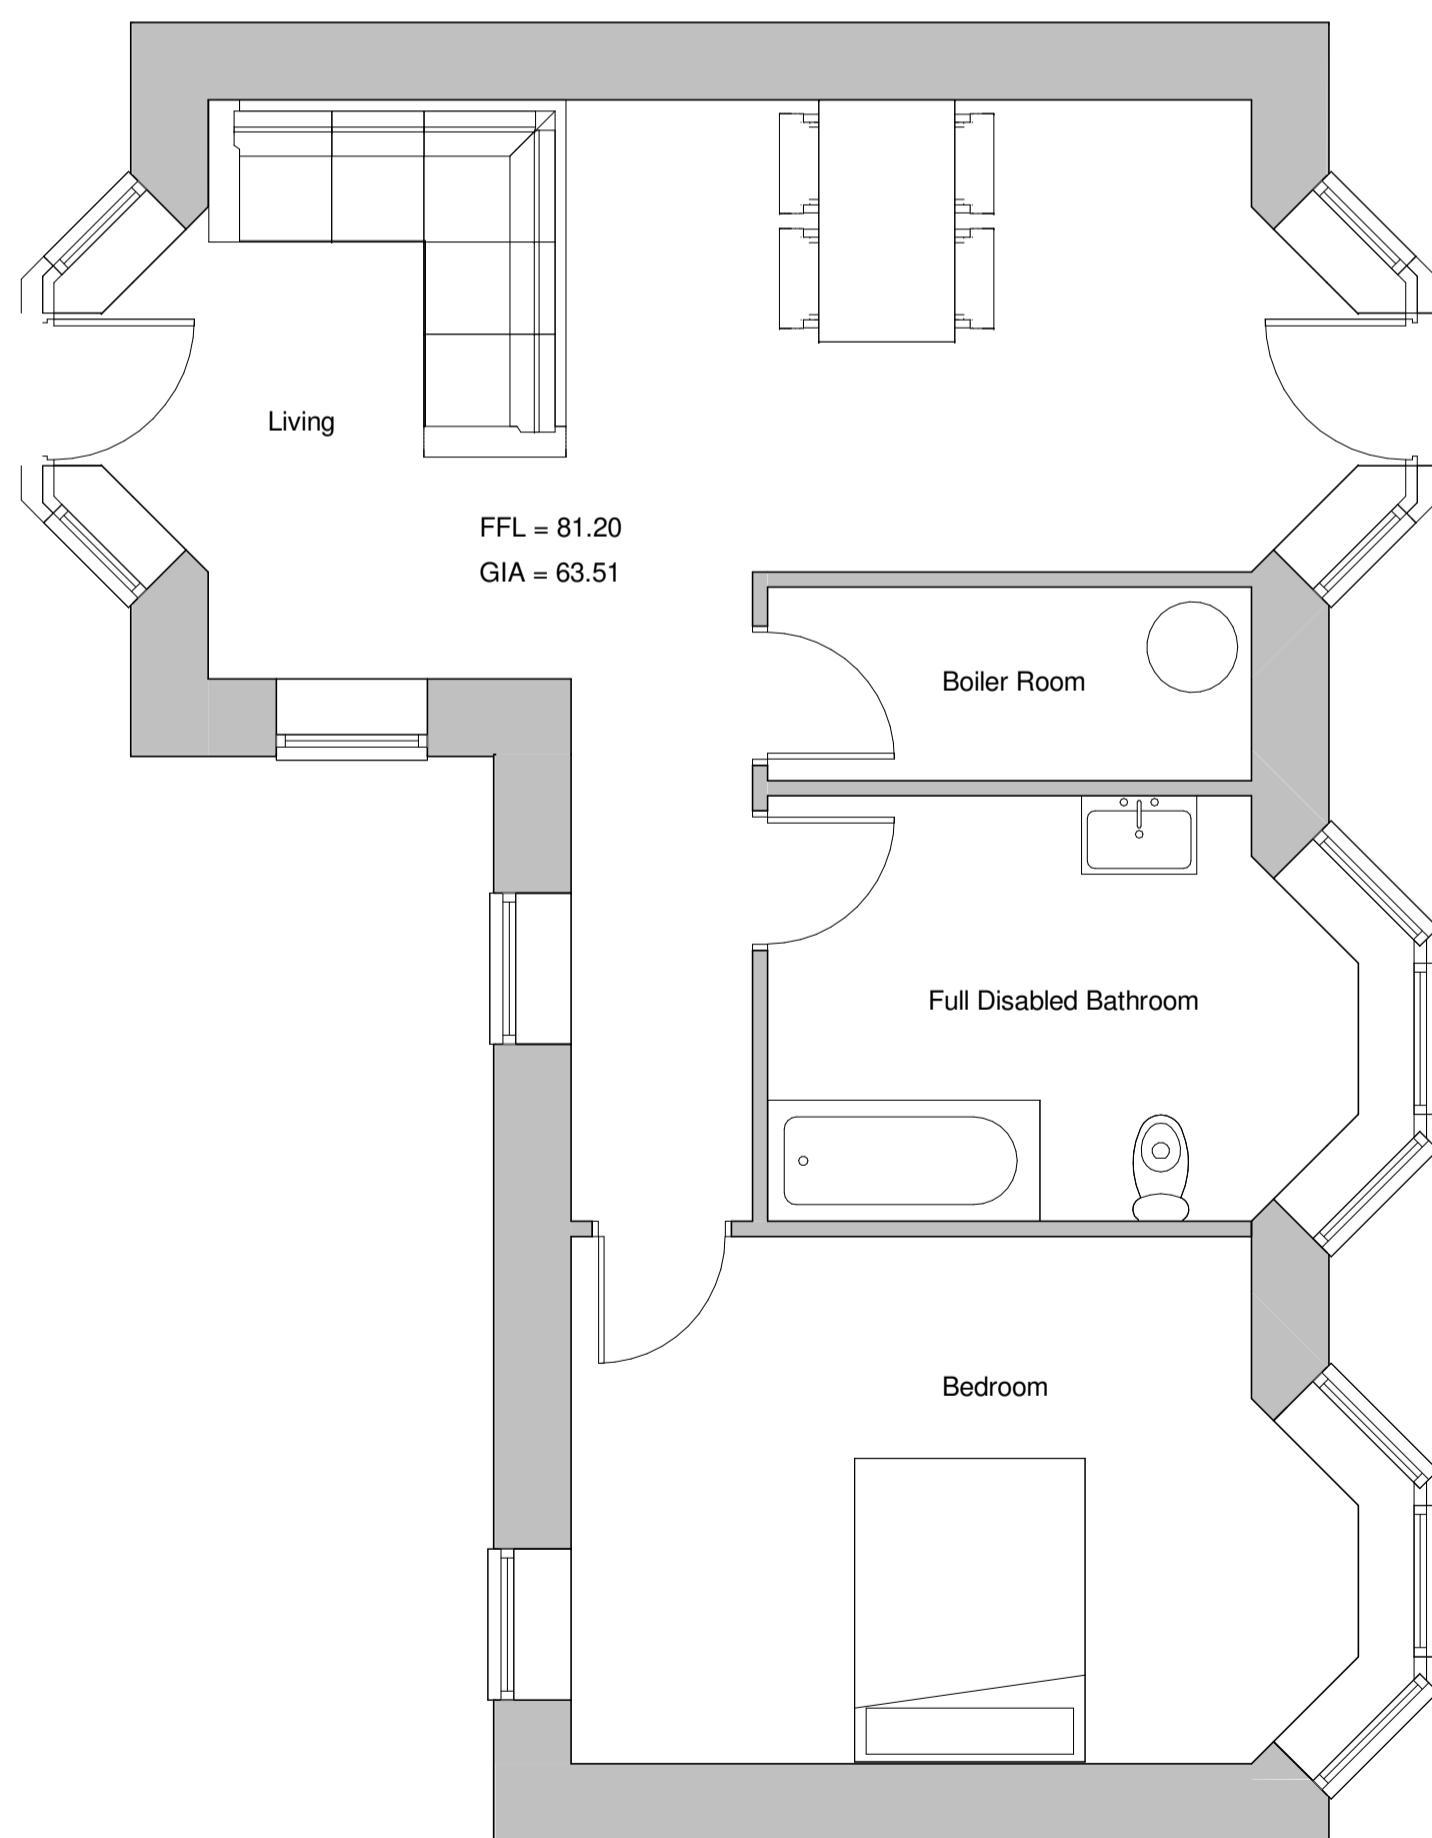 Living
FFL = 81.20
GIA = 63.51
Boiler Room
Full Disabled Bathroom
Bedroom